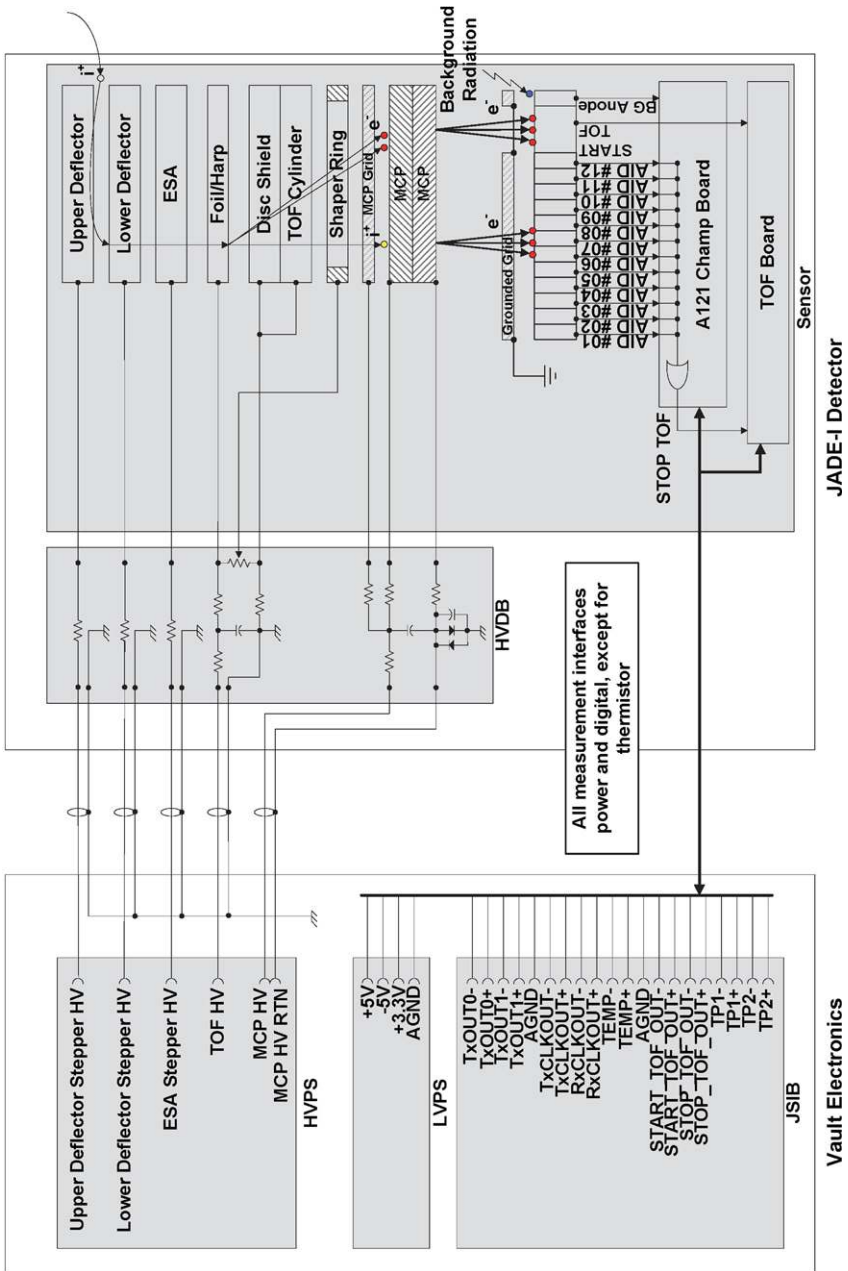 Upper Deflector Stepper HV
Lower Deflector Stepper HV
ESA Stepper HV
TOF HV
MCP HV
MCP HV RTN
HVPS
+5V
-5V
+3.3V
AGND
LVPS
TxOUT0-
TxOUT0+
TxOUT1-
TxOUT1+
AGND
TxCLKOUT-
TxCLKOUT+
RxCLKOUT-
RxCLKOUT+
TEMP-
TEMP+
AGND
START_TOF_OUT-
START_TOF_OUT+
STOP_TOF_OUT-
STOP_TOF_OUT+
TP1-
TP1+
TP2-
TP2+
JSIB
Vault Electronics
All measurement interfaces
power and digital, except for
thermistor
HVDB
i+
Upper Deflector
Lower Deflector
ESA
Foil/Harp
Disc Shield
TOF Cylinder
Shaper Ring
i+
MCP Grid
e-
MCP
MCP
Background
Radiation
e-
e-
Grounded Grid
AID #01
AID #02
AID #03
AID #04
AID #05
AID #06
AID #07
AID #08
AID #09
AID #10
AID #11
AID #12
START
TOF
BG Anode
STOP TOF
A121 Champ Board
TOF Board
Sensor
JADE-I Detector